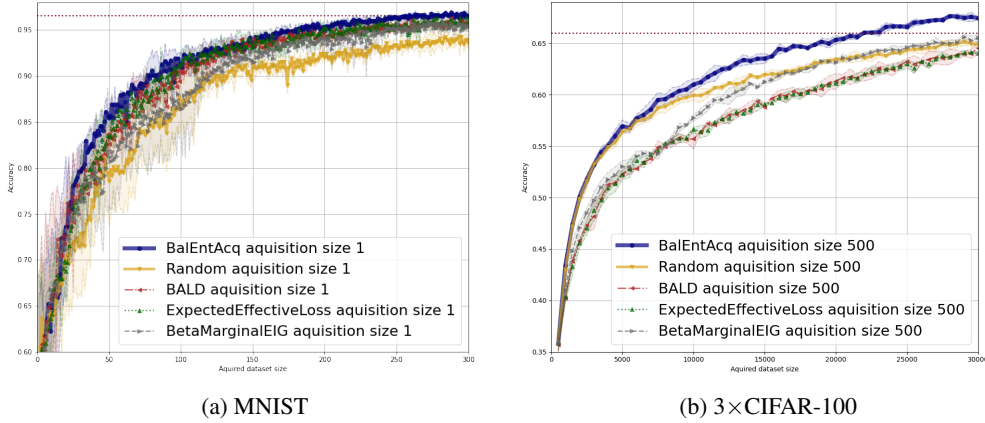 0.95
0.90
0.85
0.80
0.75
0.70
0.65
0.60
Accuracy
0
50
100
150
200
250
300
Aquired dataset size
BalEntAcq aquisition size 1
Random aquisition size 1
BALD aquisition size 1
ExpectedEffectiveLoss aquisition size 1
BetaMarginalEIG aquisition size 1
(a) MNIST
0.65
0.60
0.55
0.50
0.45
0.40
0.35
Accuracy
0
5000
10000
15000
20000
25000
30000
Aquired dataset size
BalEntAcq aquisition size 500
Random aquisition size 500
BALD aquisition size 500
ExpectedEffectiveLoss aquisition size 500
BetaMarginalEIG aquisition size 500
(b) 3×CIFAR-100